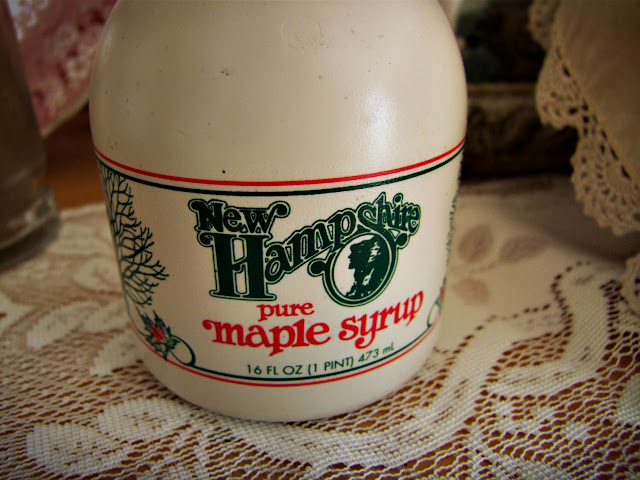 New
Hampshire
pure
maple syrup
16 FL OZ (1 PINT) 473 mL